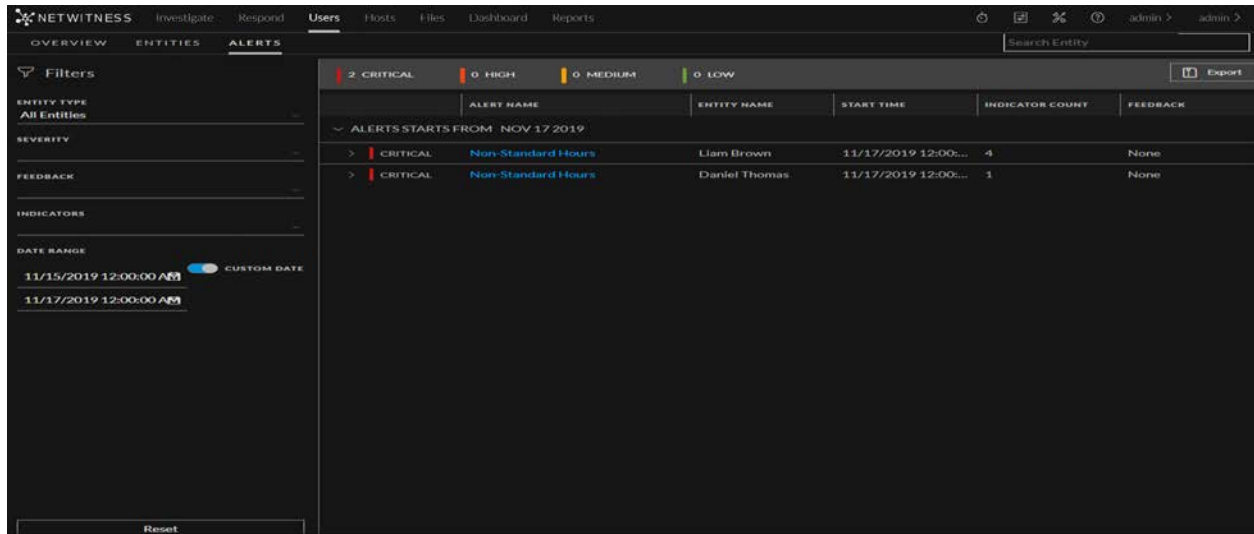 NETWITNESS Investigate Respond Users Hosts Files Dashboard Reports admin > admin >
OVERVIEW ENTITIES ALERTS Search Entity
Filters
2 CRITICAL 0 HIGH 0 MEDIUM 0 LOW Export
ENTITY TYPE
All Entities
ALERT NAME ENTITY NAME START TIME INDICATOR COUNT FEEDBACK
ALERTS STARTS FROM NOV 17 2019
SEVERITY
> CRITICAL Non-Standard Hours Liam Brown 11/17/2019 12:00:... 4 None
> CRITICAL Non-Standard Hours Daniel Thomas 11/17/2019 12:00:... 1 None
FEEDBACK
INDICATORS
DATE RANGE
11/15/2019 12:00:00 AM CUSTOM DATE
11/17/2019 12:00:00 AM
Reset